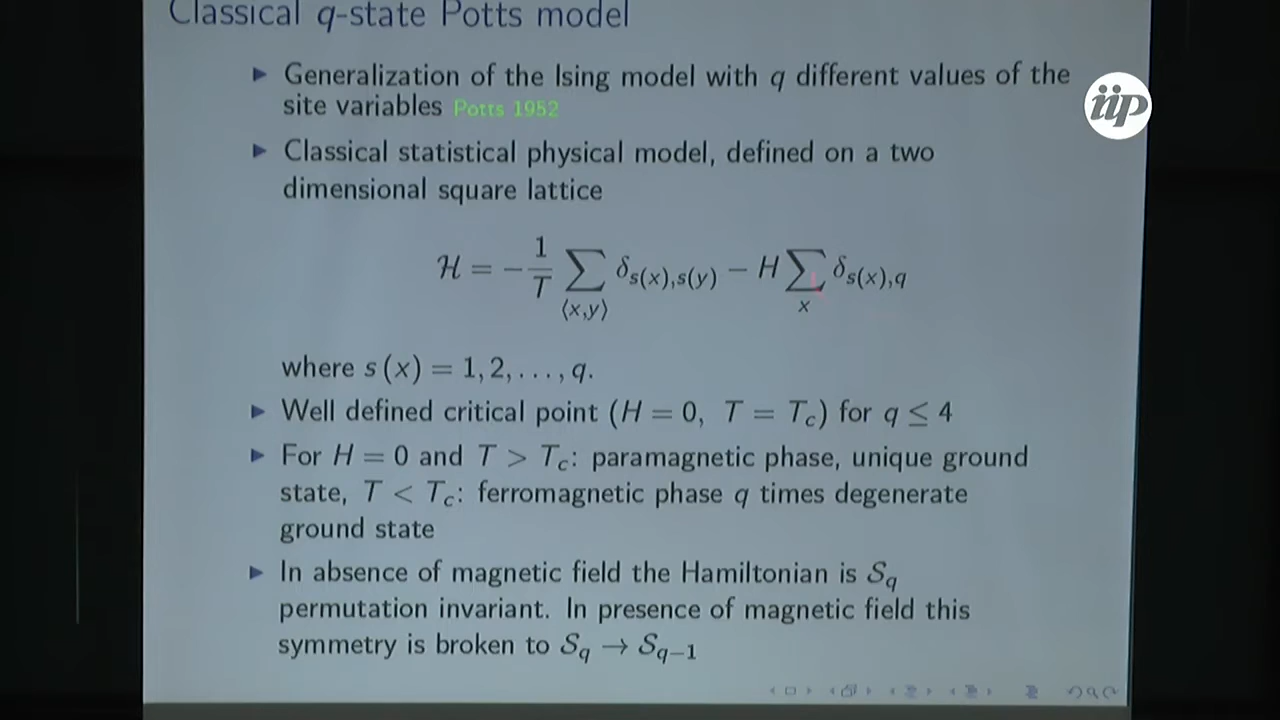 Classical q-state Potts model
▶ Generalization of the Ising model with q different values of the
site variables Potts 1952
iip
▶ Classical statistical physical model, defined on a two
dimensional square lattice
ℋ = −1/T ∑⟨x,y⟩ δs(x),s(y) − H ∑x δs(x),q
where s (x) = 1, 2, . . . , q.
▶ Well defined critical point (H = 0, T = Tc) for q ≤ 4
▶ For H = 0 and T > Tc: paramagnetic phase, unique ground
state, T < Tc: ferromagnetic phase q times degenerate
ground state
▶ In absence of magnetic field the Hamiltonian is Sq
permutation invariant. In presence of magnetic field this
symmetry is broken to Sq → Sq−1